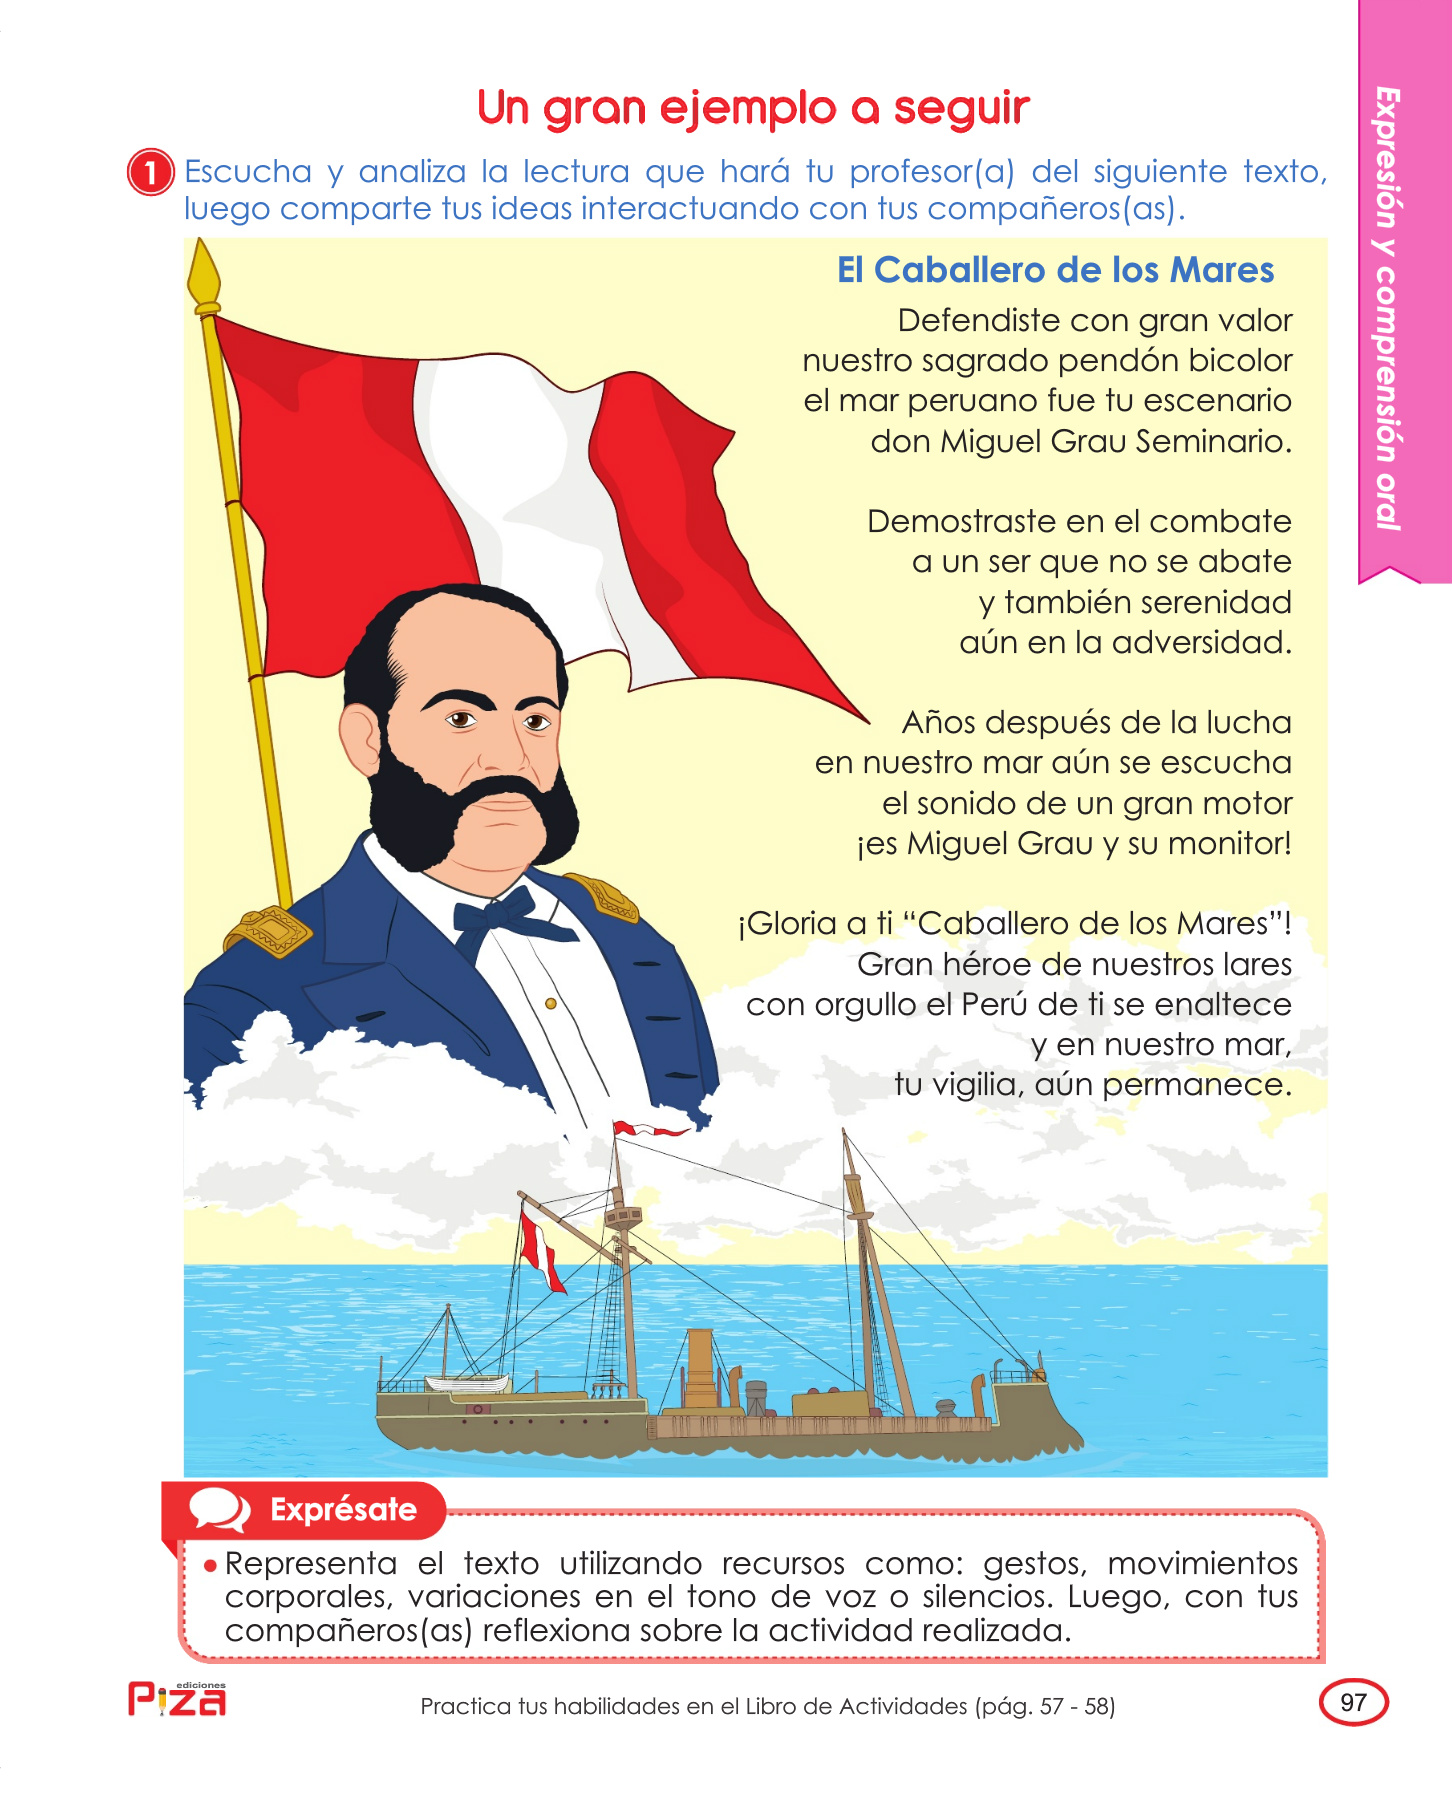 Un gran ejemplo a seguir
1 Escucha y analiza la lectura que hará tu profesor(a) del siguiente texto,
luego comparte tus ideas interactuando con tus compañeros(as).
El Caballero de los Mares
Defendiste con gran valor
nuestro sagrado pendón bicolor
el mar peruano fue tu escenario
don Miguel Grau Seminario.
Demostraste en el combate
a un ser que no se abate
y también serenidad
aún en la adversidad.
Años después de la lucha
en nuestro mar aún se escucha
el sonido de un gran motor
¡es Miguel Grau y su monitor!
¡Gloria a ti “Caballero de los Mares”!
Gran héroe de nuestros lares
con orgullo el Perú de ti se enaltece
y en nuestro mar,
tu vigilia, aún permanece.
Exprésate
• Representa el texto utilizando recursos como: gestos, movimientos
corporales, variaciones en el tono de voz o silencios. Luego, con tus
compañeros(as) reflexiona sobre la actividad realizada.
ediciones
Piza
Practica tus habilidades en el Libro de Actividades (pág. 57 - 58)
97
Expresión y comprensión oral